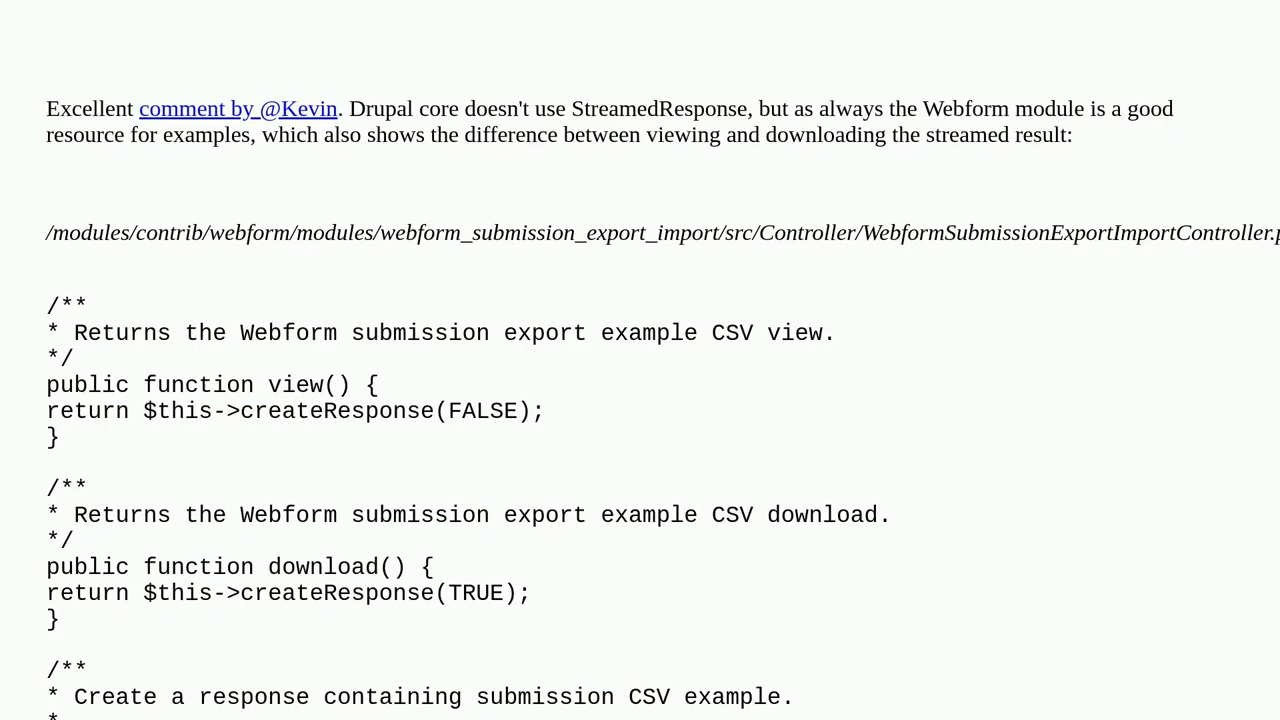 Excellent comment by @Kevin. Drupal core doesn't use StreamedResponse, but as always the Webform module is a good
resource for examples, which also shows the difference between viewing and downloading the streamed result:
/modules/contrib/webform/modules/webform_submission_export_import/src/Controller/WebformSubmissionExportImportController.p
/**
* Returns the Webform submission export example CSV view.
*/
public function view() {
return $this->createResponse(FALSE);
}
/**
* Returns the Webform submission export example CSV download.
*/
public function download() {
return $this->createResponse(TRUE);
}
/**
* Create a response containing submission CSV example.
*